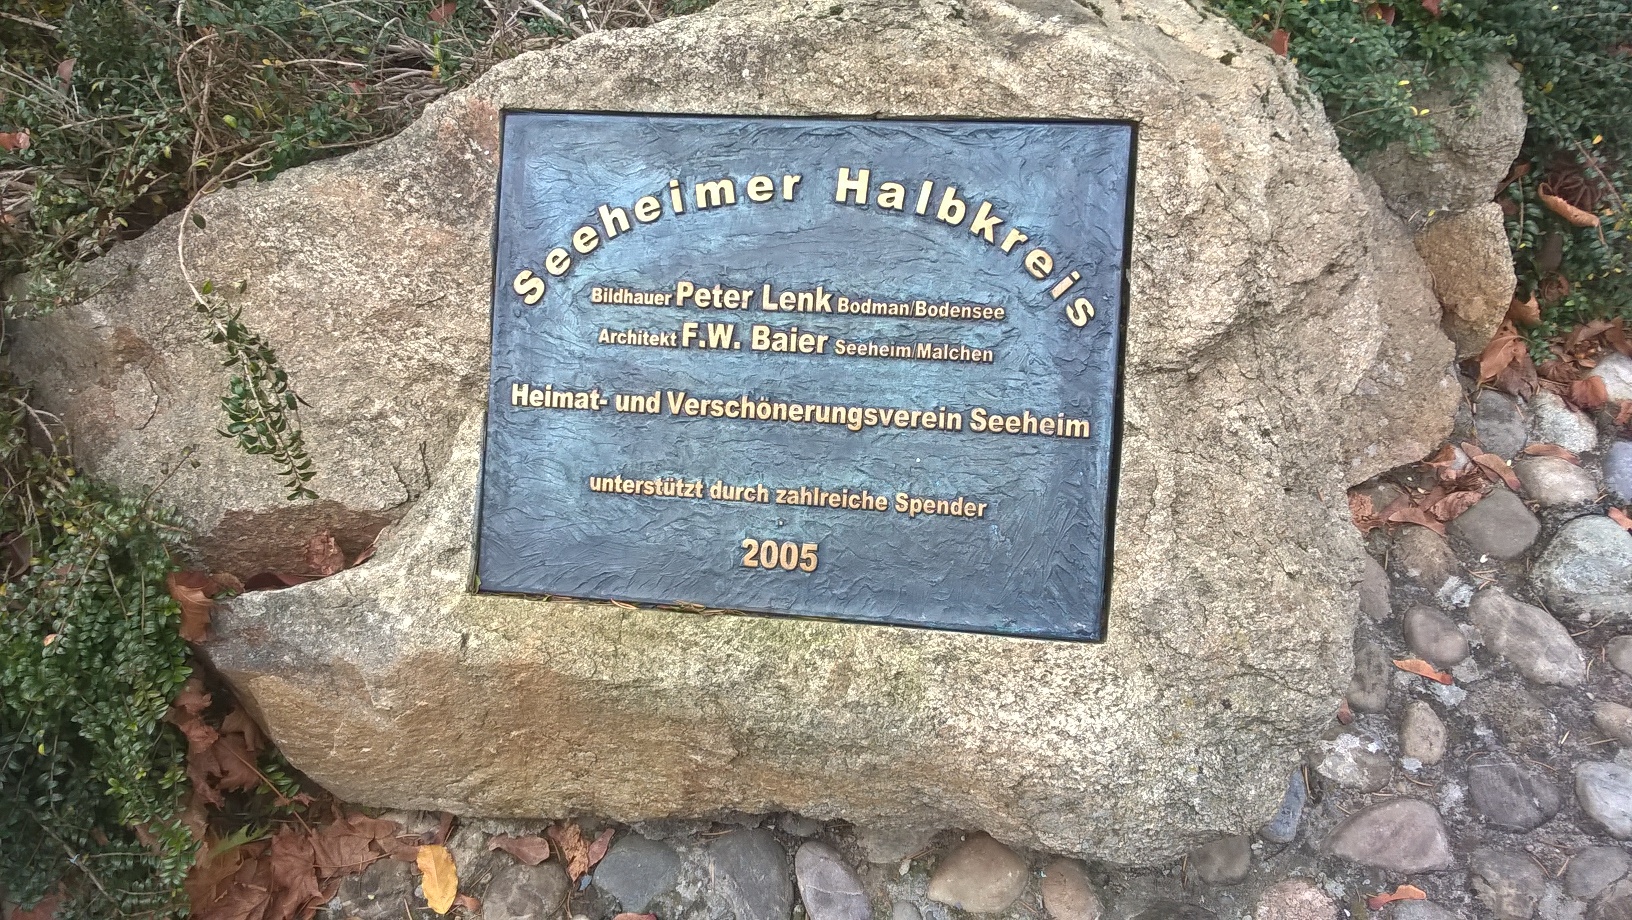 Seeheimer Halbkreis
Bildhauer Peter Lenk Bodman/Bodensee
Architekt F.W. Baier Seeheim/Malchen
Heimat- und Verschönerungsverein Seeheim
unterstützt durch zahlreiche Spender
2005